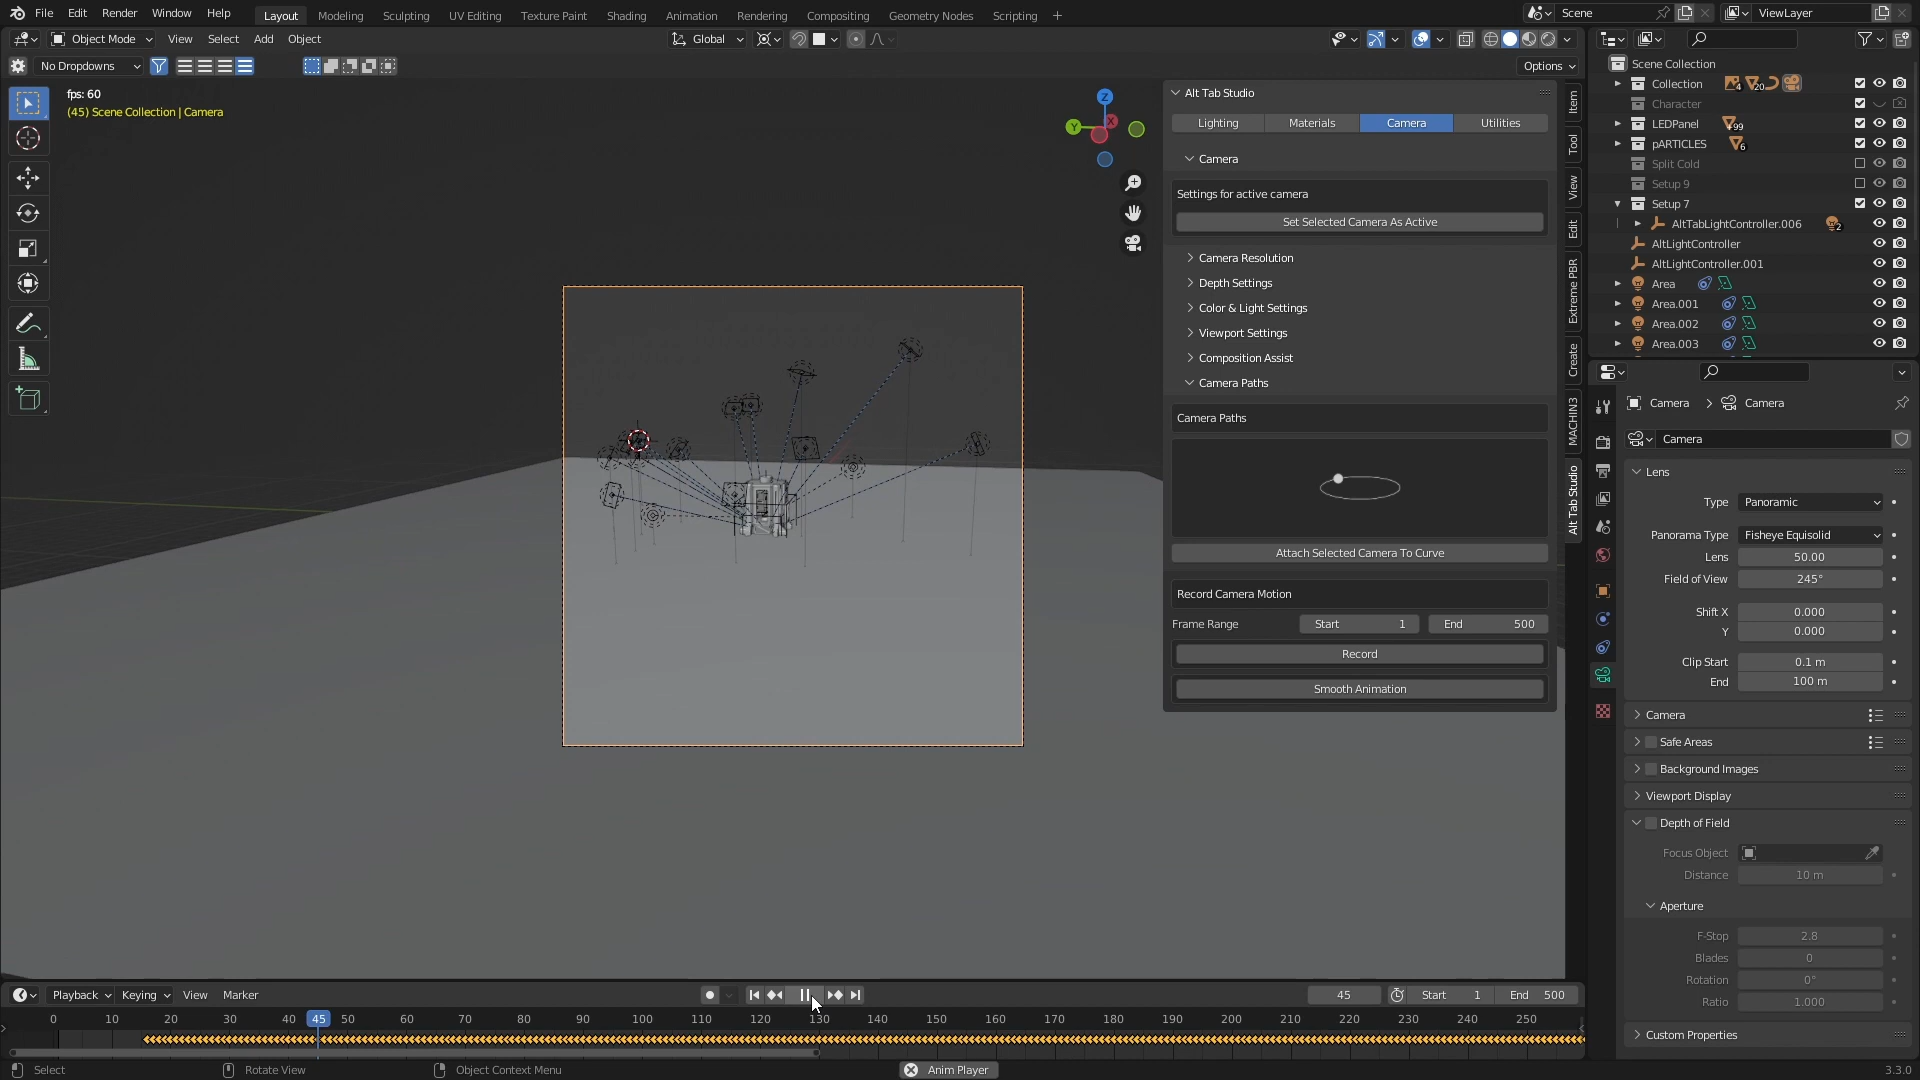 File Edit Render Window Help Layout Modeling Sculpting UV Editing Texture Paint Shading Animation Rendering Compositing Geometry Nodes Scripting + Scene ViewLayer
Object Mode View Select Add Object Global
No Dropdowns Options
fps: 60
(45) Scene Collection | Camera
Z
Y X
Alt Tab Studio
Lighting Materials Camera Utilities
Camera
Settings for active camera
Set Selected Camera As Active
Camera Resolution
Depth Settings
Color & Light Settings
Viewport Settings
Composition Assist
Camera Paths
Camera Paths
Attach Selected Camera To Curve
Record Camera Motion
Frame Range Start 1 End 500
Record
Smooth Animation
Item
Tool
View
Edit
Extreme PBR
Create
MACHIN3
Alt Tab Studio
Scene Collection
Collection 4 20
Character
LEDPanel +99
pARTICLES 6
Split Cold
Setup 9
Setup 7
AltTabLightController.006 2
AltLightController
AltLightController.001
Area
Area.001
Area.002
Area.003
Camera > Camera
Camera
Lens
Type Panoramic
Panorama Type Fisheye Equisolid
Lens 50.00
Field of View 245°
Shift X 0.000
Y 0.000
Clip Start 0.1 m
End 100 m
Camera
Safe Areas
Background Images
Viewport Display
Depth of Field
Focus Object
Distance 10 m
Aperture
F-Stop 2.8
Blades 0
Rotation 0°
Ratio 1.000
Custom Properties
Playback Keying View Marker 45 Start 1 End 500
0 10 20 30 40 45 50 60 70 80 90 100 110 120 130 140 150 160 170 180 190 200 210 220 230 240 250
Select Rotate View Object Context Menu Anim Player 3.3.0